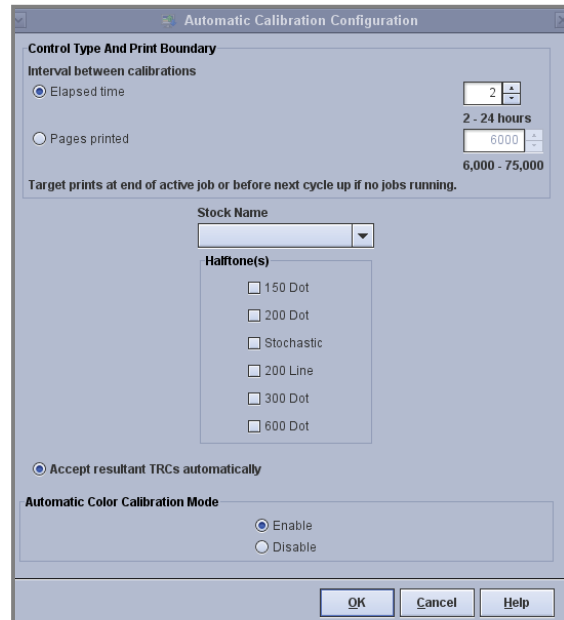 Automatic Calibration Configuration
Control Type And Print Boundary
Interval between calibrations
Elapsed time
2
2 - 24 hours
Pages printed
6000
6,000 - 75,000
Target prints at end of active job or before next cycle up if no jobs running.
Stock Name
Halftone(s)
150 Dot
200 Dot
Stochastic
200 Line
300 Dot
600 Dot
Accept resultant TRCs automatically
Automatic Color Calibration Mode
Enable
Disable
OK Cancel Help